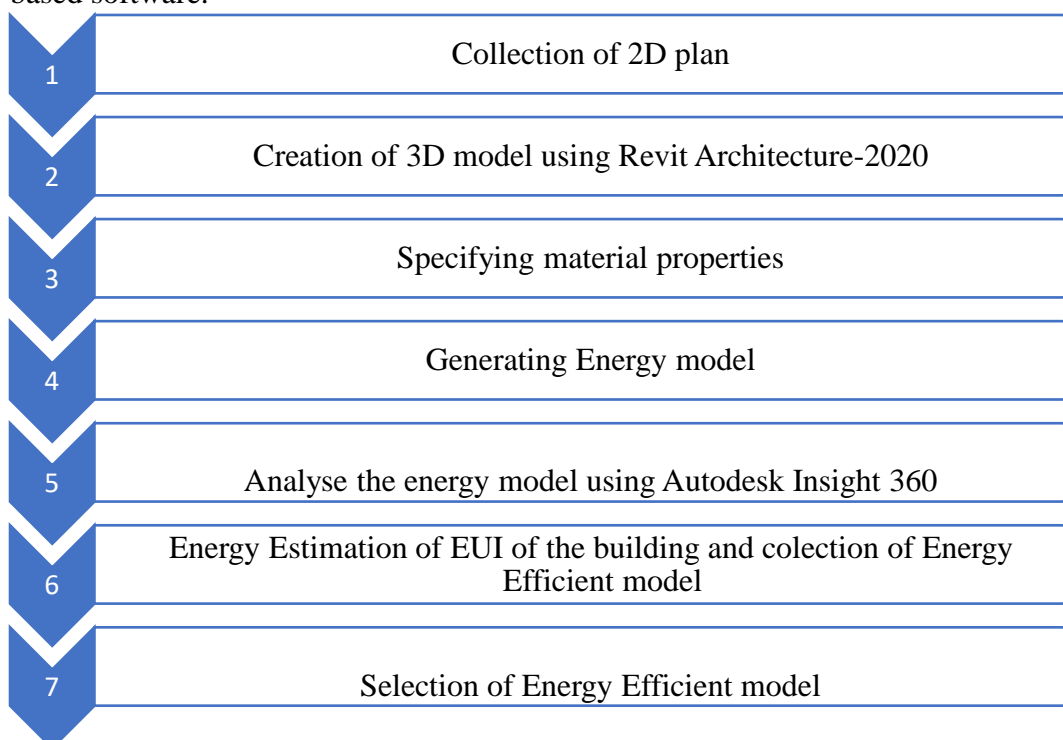 based software.
1
Collection of 2D plan
2
Creation of 3D model using Revit Architecture-2020
3
Specifying material properties
4
Generating Energy model
5
Analyse the energy model using Autodesk Insight 360
6
Energy Estimation of EUI of the building and colection of Energy
Efficient model
7
Selection of Energy Efficient model